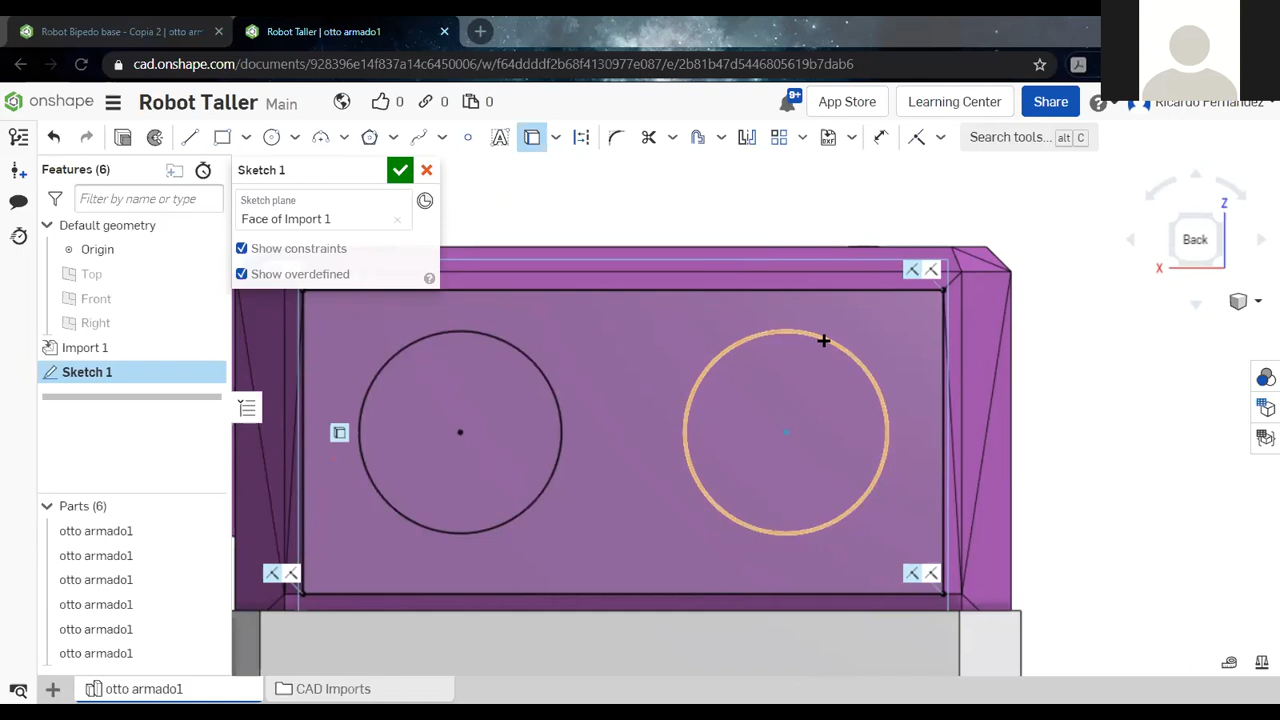 Robot Bipedo base - Copia 2 | otto arm
Robot Taller | otto armado1
cad.onshape.com/documents/928396e14f837a14c6450006/w/f64ddddf2b68f4130977e087/e/2b81b47d5446805619b7dab6
onshape
Robot Taller Main
0
0
0
9+
App Store
Learning Center
Share
Ricardo Fernandez
Search tools... alt C
Features (6)
Filter by name or type
Default geometry
Origin
Top
Front
Right
Import 1
Sketch 1
Sketch 1
Sketch plane
Face of Import 1
Show constraints
Show overdefined
Z
Back
X
Parts (6)
otto armado1
otto armado1
otto armado1
otto armado1
otto armado1
otto armado1
otto armado1
CAD Imports